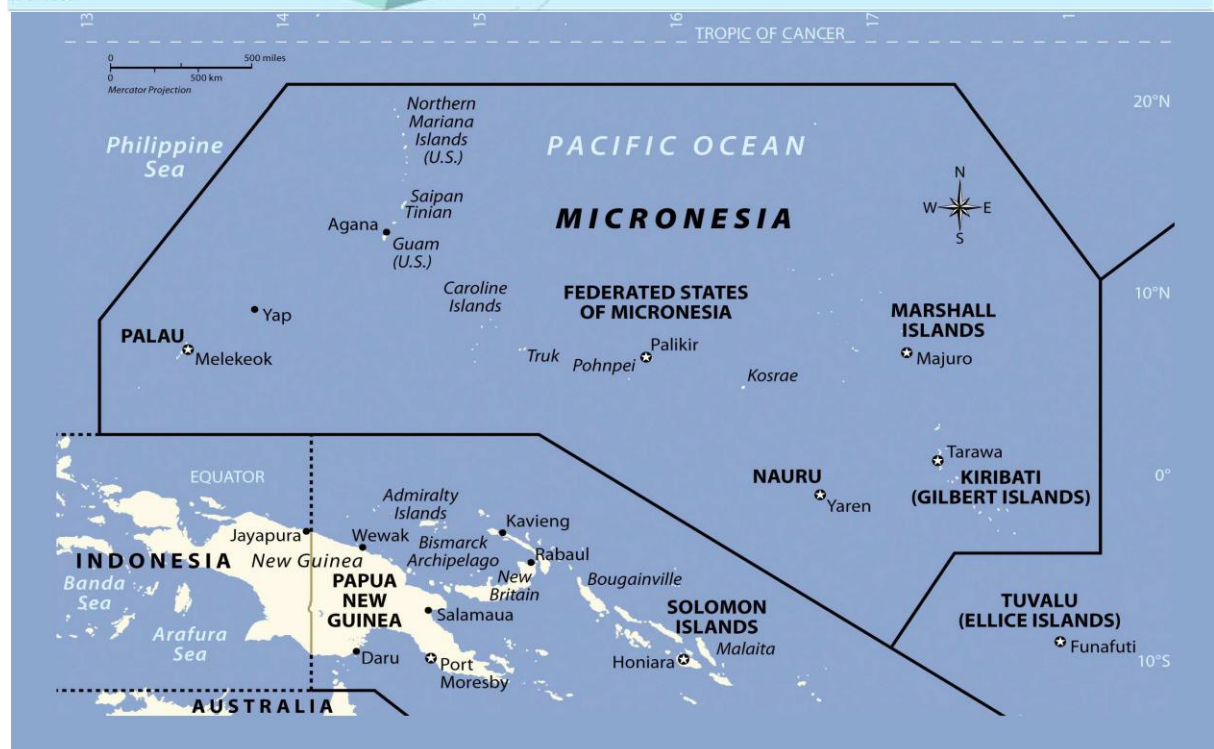 13
14
15
16
17
1
TROPIC OF CANCER
0
500 miles
0
500 km
Mercator Projection
20°N
Northern
Mariana
Islands
(U.S.)
Philippine
Sea
PACIFIC OCEAN
N
W
E
S
Saipan
Tinian
MICRONESIA
Agana
Guam
(U.S.)
Caroline
Islands
FEDERATED STATES
OF MICRONESIA
10°N
MARSHALL
ISLANDS
Yap
PALAU
Melekeok
Truk
Pohnpei
Palikir
Majuro
Kosrae
Tarawa
KIRIBATI
(GILBERT ISLANDS)
0°
NAURU
Yaren
EQUATOR
Admiralty
Islands
Kavieng
Jayapura
Wewak
Bismarck
Archipelago
Rabaul
INDONESIA
New Guinea
Banda
Sea
PAPUA
NEW
GUINEA
New
Britain
Bougainville
Salamaua
SOLOMON
ISLANDS
TUVALU
(ELLICE ISLANDS)
Arafura
Sea
Malaita
Funafuti
Daru
Port
Moresby
Honiara
10°S
AUSTRALIA